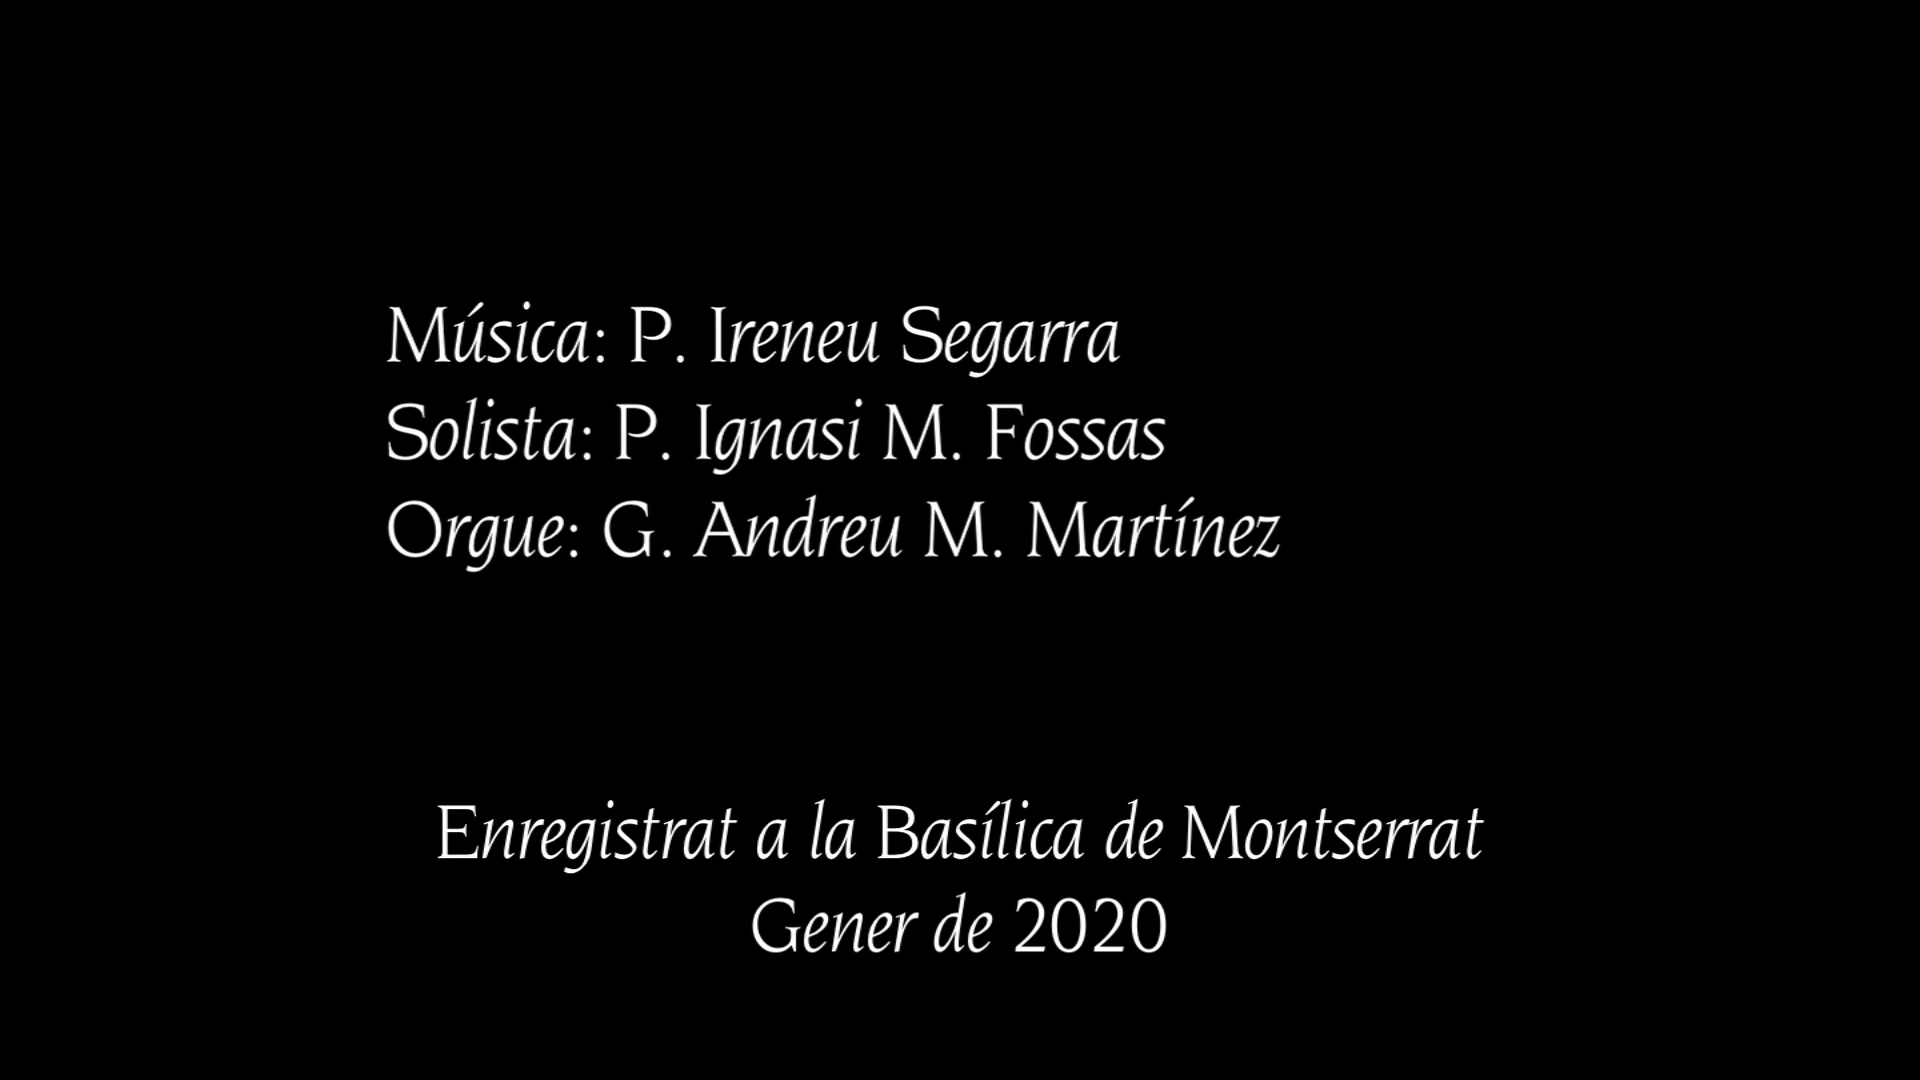 Música: P. Ireneu Segarra
Solista: P. Ignasi M. Fossas
Orgue: G. Andreu M. Martínez
Enregistrat a la Basílica de Montserrat
Gener de 2020